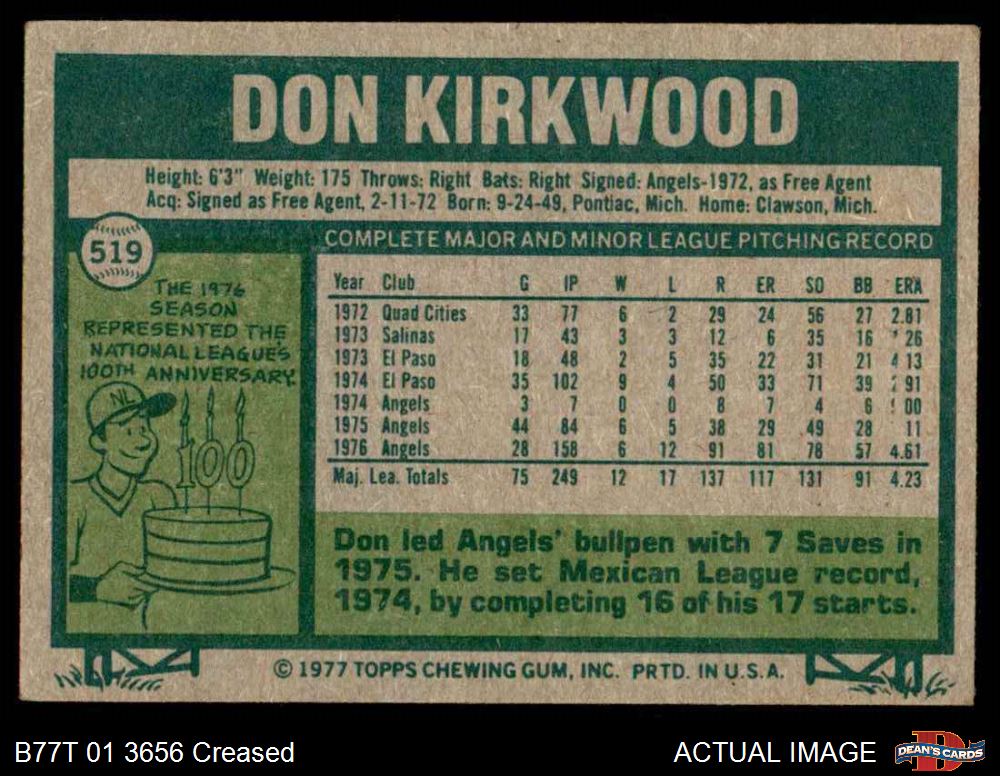 DON KIRKWOOD
Height: 6'3" Weight: 175 Throws: Right Bats: Right Signed: Angels-1972, as Free Agent
Acq: Signed as Free Agent, 2-11-72 Born: 9-24-49, Pontiac, Mich. Home: Clawson, Mich.
519
THE 1976
SEASON
REPRESENTED THE
NATIONAL LEAGUE'S
100TH ANNIVERSARY.
NL
100
COMPLETE MAJOR AND MINOR LEAGUE PITCHING RECORD
Year Club G IP W L R ER SO BB ERA
1972 Quad Cities 33 77 6 2 29 24 56 27 2.81
1973 Salinas 17 43 3 3 12 6 35 16 26
1973 El Paso 18 48 2 5 35 22 31 21 4 13
1974 El Paso 35 102 9 4 50 33 71 39 91
1974 Angels 3 7 0 0 8 7 4 6 00
1975 Angels 44 84 6 5 38 29 49 28 11
1976 Angels 28 158 6 12 91 81 78 57 4.61
Maj. Lea. Totals 75 249 12 17 137 117 131 91 4.23
Don led Angels' bullpen with 7 Saves in
1975. He set Mexican League record,
1974, by completing 16 of his 17 starts.
© 1977 TOPPS CHEWING GUM, INC. PRTD. IN U.S.A.
B77T 01 3656 Creased
ACTUAL IMAGE
DEAN'S CARDS